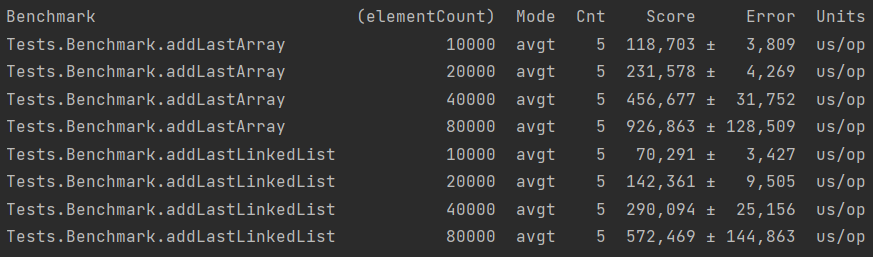 Benchmark (elementCount) Mode Cnt Score Error Units
Tests.Benchmark.addLastArray 10000 avgt 5 118,703 ± 3,809 us/op
Tests.Benchmark.addLastArray 20000 avgt 5 231,578 ± 4,269 us/op
Tests.Benchmark.addLastArray 40000 avgt 5 456,677 ± 31,752 us/op
Tests.Benchmark.addLastArray 80000 avgt 5 926,863 ± 128,509 us/op
Tests.Benchmark.addLastLinkedList 10000 avgt 5 70,291 ± 3,427 us/op
Tests.Benchmark.addLastLinkedList 20000 avgt 5 142,361 ± 9,505 us/op
Tests.Benchmark.addLastLinkedList 40000 avgt 5 290,094 ± 25,156 us/op
Tests.Benchmark.addLastLinkedList 80000 avgt 5 572,469 ± 144,863 us/op